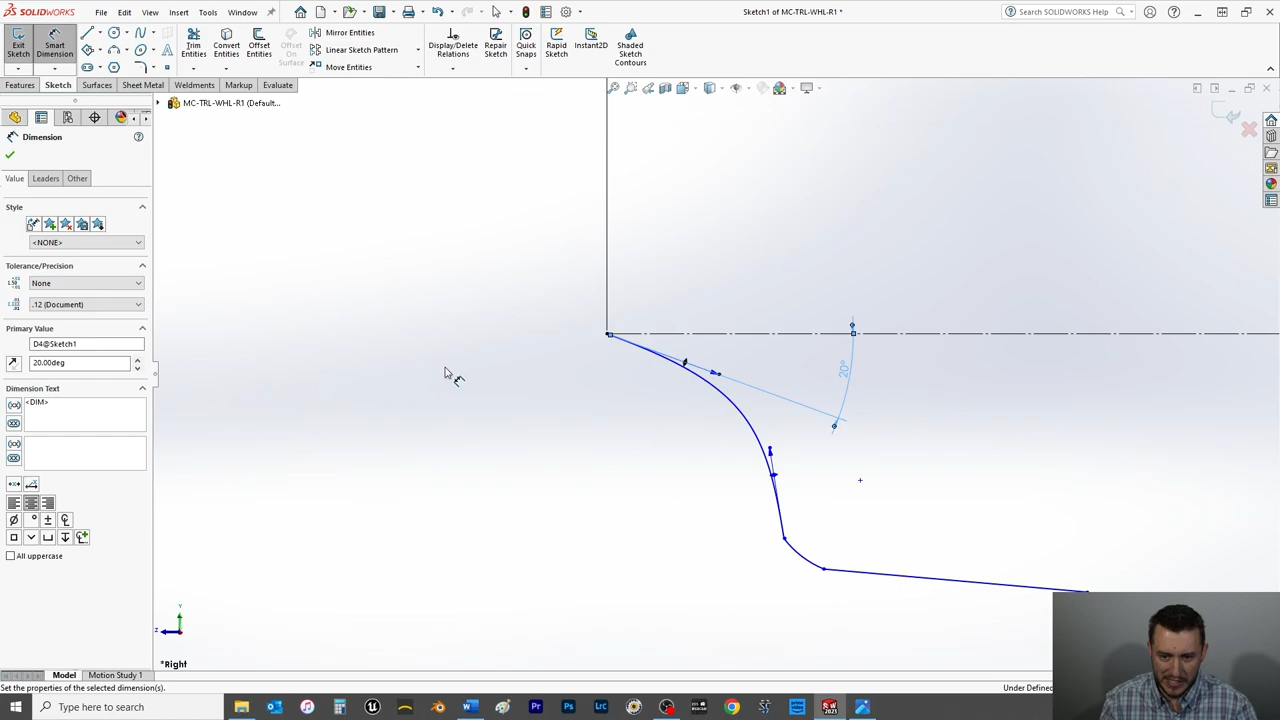 SOLIDWORKS
File Edit View Insert Tools Window
Sketch1 of MC-TRL-WHL-R1 *
Search SOLIDWORKS Help
Exit Sketch
Smart Dimension
Trim Entities
Convert Entities
Offset Entities
Offset On Surface
Mirror Entities
Linear Sketch Pattern
Move Entities
Display/Delete Relations
Repair Sketch
Quick Snaps
Rapid Sketch
Instant2D
Shaded Sketch Contours
Features Sketch Surfaces Sheet Metal Weldments Markup Evaluate
MC-TRL-WHL-R1 (Default...
Dimension
Value Leaders Other
Style
<NONE>
Tolerance/Precision
None
.12 (Document)
Primary Value
D4@Sketch1
20.00deg
Dimension Text
<DIM>
All uppercase
20°
Y
Z
*Right
Model Motion Study 1
Set the properties of the selected dimension(s).
Under Defined
Type here to search